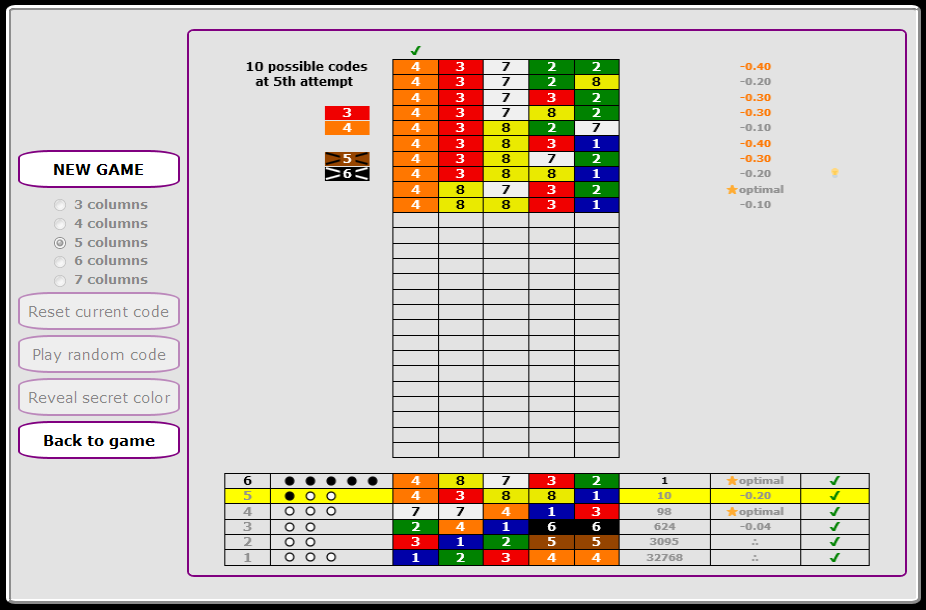 ✔
10 possible codes
at 5th attempt
4 3 7 2 2 -0.40
4 3 7 2 8 -0.20
4 3 7 3 2 -0.30
3 4 3 7 8 2 -0.30
4 4 3 8 2 7 -0.10
4 3 8 3 1 -0.40
5 4 3 8 7 2 -0.30
6 4 3 8 8 1 -0.20
4 8 7 3 2 ★optimal
4 8 8 3 1 -0.10
NEW GAME
3 columns
4 columns
5 columns
6 columns
7 columns
Reset current code
Play random code
Reveal secret color
Back to game
6 4 8 7 3 2 1 ★optimal ✔
5 4 3 8 8 1 10 -0.20 ✔
4 7 7 4 1 3 98 ★optimal ✔
3 2 4 1 6 6 624 -0.04 ✔
2 3 1 2 5 5 3095 ∴ ✔
1 1 2 3 4 4 32768 ∴ ✔